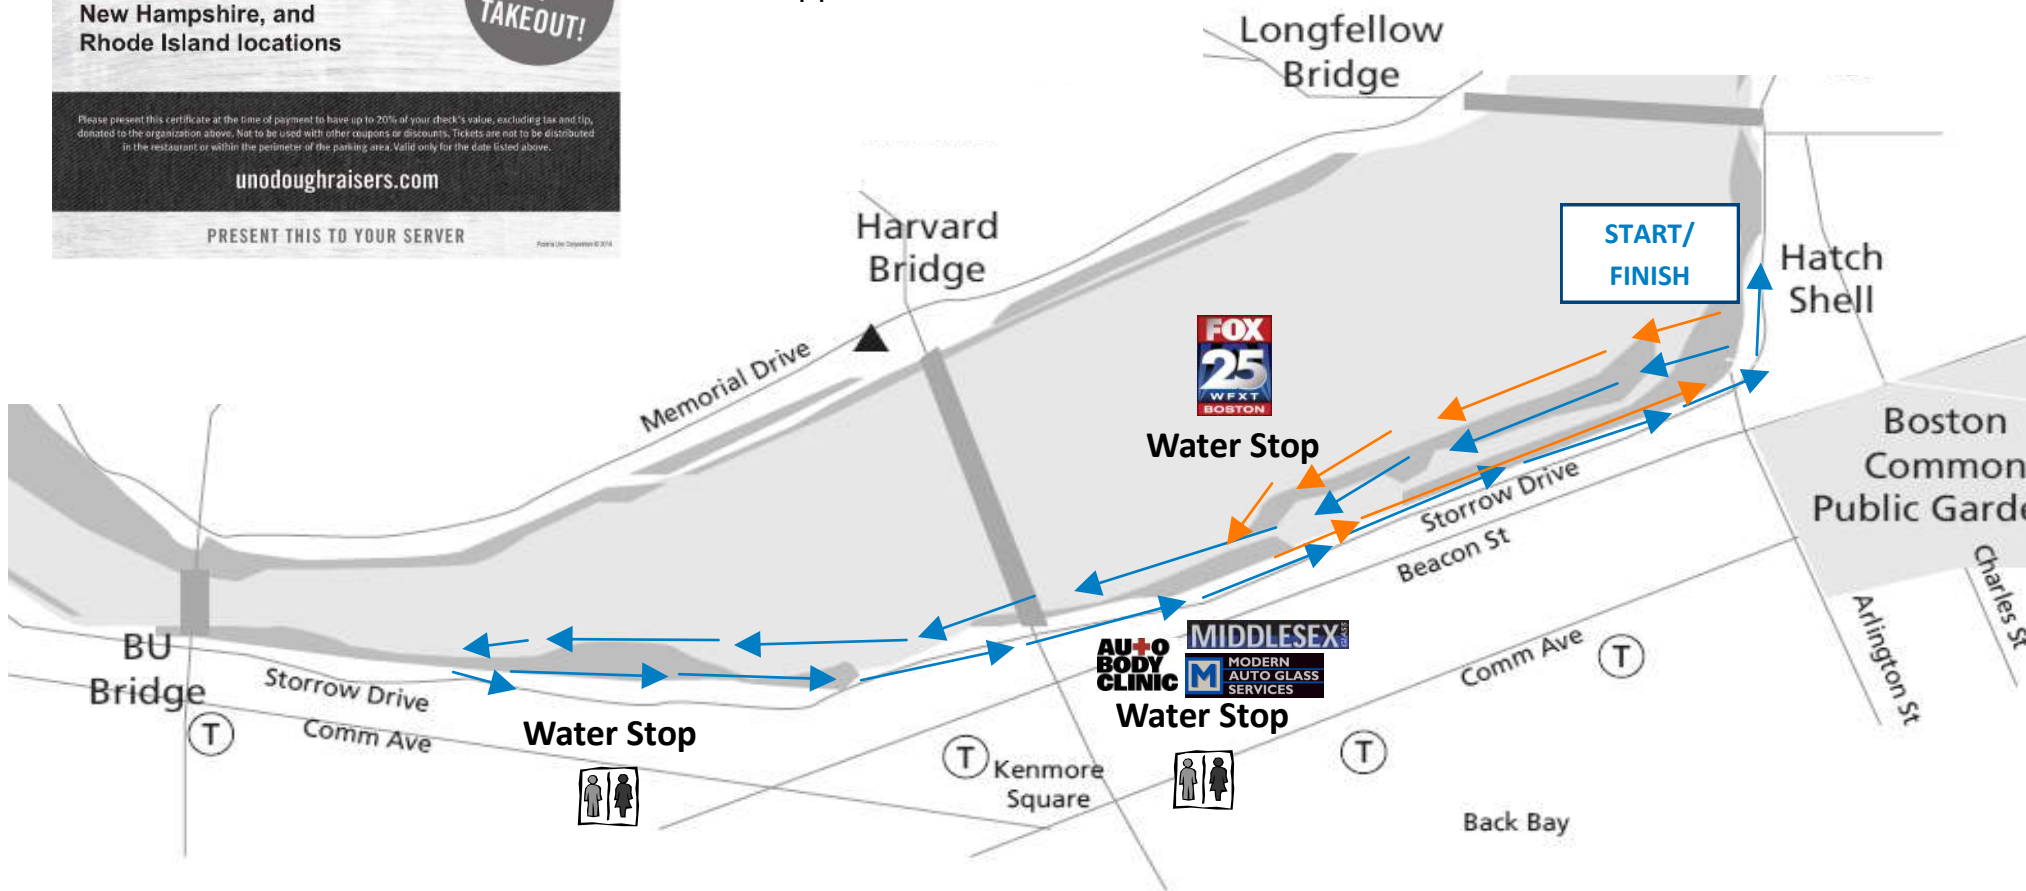 New Hampshire, and
Rhode Island locations
TAKEOUT!
Please present this certificate at the time of payment to have up to 20% of your check's value, excluding tax and tip,
donated to the organization above. Not to be used with other coupons or discounts. Tickets are not to be distributed
in the restaurant or within the perimeter of the parking area. Valid only for the date listed above.
unodoughraisers.com
PRESENT THIS TO YOUR SERVER
Longfellow
Bridge
Harvard
Bridge
START/
FINISH
Hatch
Shell
Memorial Drive
FOX
25
WFXT
BOSTON
Water Stop
Boston
Common
Public Garde
Storrow Drive
Beacon St
Charles St
Arlington St
BU
Bridge
Storrow Drive
Comm Ave
T
Water Stop
AUTO
BODY
CLINIC
MIDDLESEX
GLASS
M
MODERN
AUTO GLASS
SERVICES
Water Stop
Comm Ave
T
T
T
Kenmore
Square
Back Bay